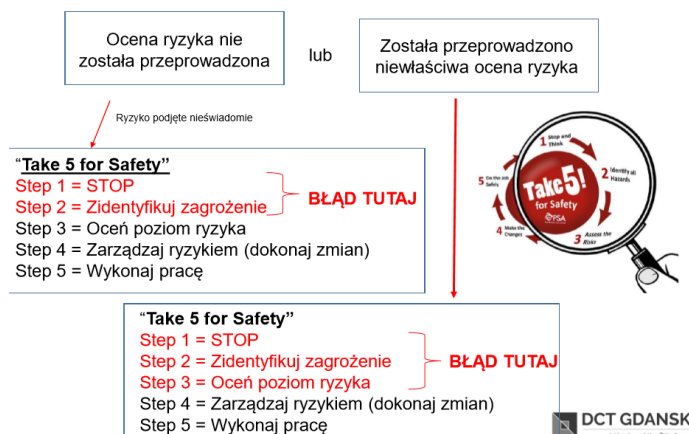 Ocena ryzyka nie
została przeprowadzona
lub
Została przeprowadzono
niewłaściwa ocena ryzyka
Ryzyko podjęte nieświadomie
“Take 5 for Safety”
Step 1 = STOP
Step 2 = Zidentyfikuj zagrożenie
BŁĄD TUTAJ
Step 3 = Oceń poziom ryzyka
Step 4 = Zarządzaj ryzykiem (dokonaj zmian)
Step 5 = Wykonaj pracę
1 Stop and
Think
2 Identify all
Hazards
3 Assess the
Risks
4 Make the
Changes
5 Do the Job
Safely
Take 5!
for Safety
PSA
“Take 5 for Safety”
Step 1 = STOP
Step 2 = Zidentyfikuj zagrożenie
Step 3 = Oceń poziom ryzyka
BŁĄD TUTAJ
Step 4 = Zarządzaj ryzykiem (dokonaj zmian)
Step 5 = Wykonaj pracę
DCT GDANSK